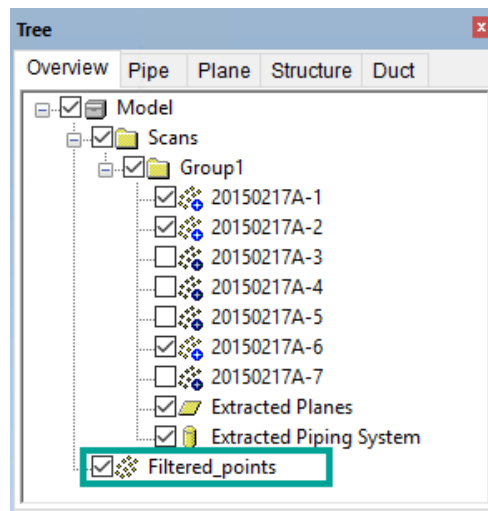 Tree
Overview Pipe Plane Structure Duct
Model
Scans
Group1
20150217A-1
20150217A-2
20150217A-3
20150217A-4
20150217A-5
20150217A-6
20150217A-7
Extracted Planes
Extracted Piping System
Filtered_points